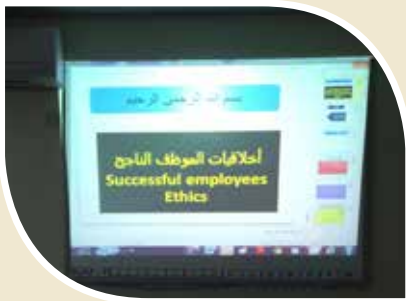 بسم الله الرحمن الرحيم
أخلاقيات الموظف الناجح
Successful employees
Ethics